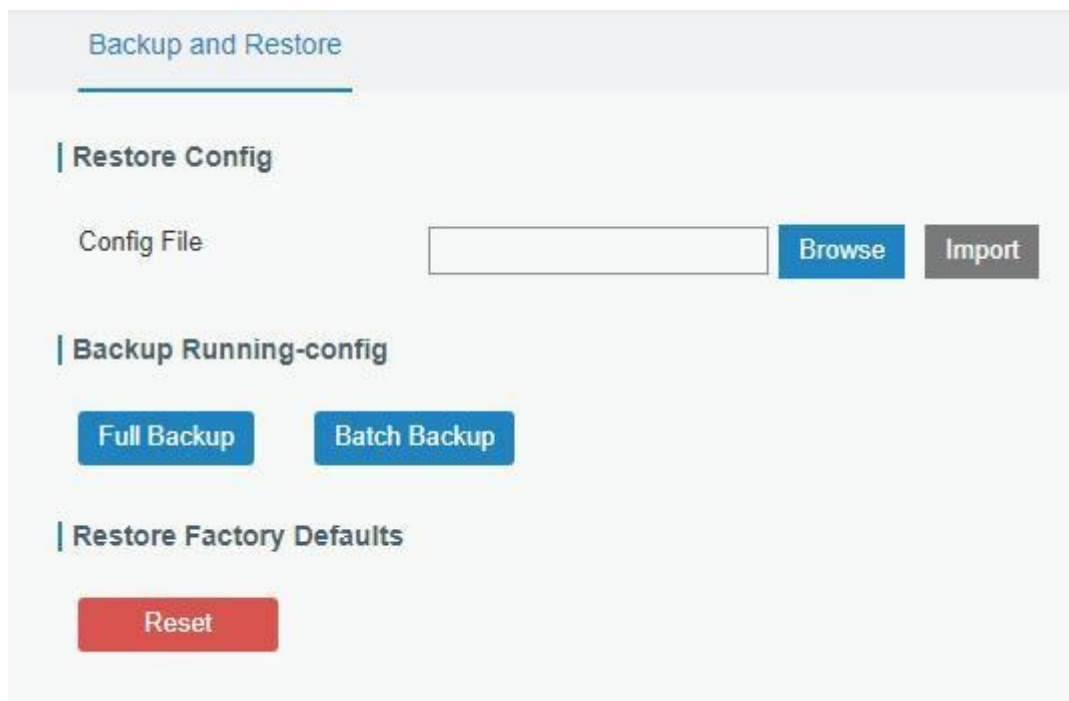 Backup and Restore
Restore Config
Config File Browse Import
Backup Running-config
Full Backup Batch Backup
Restore Factory Defaults
Reset